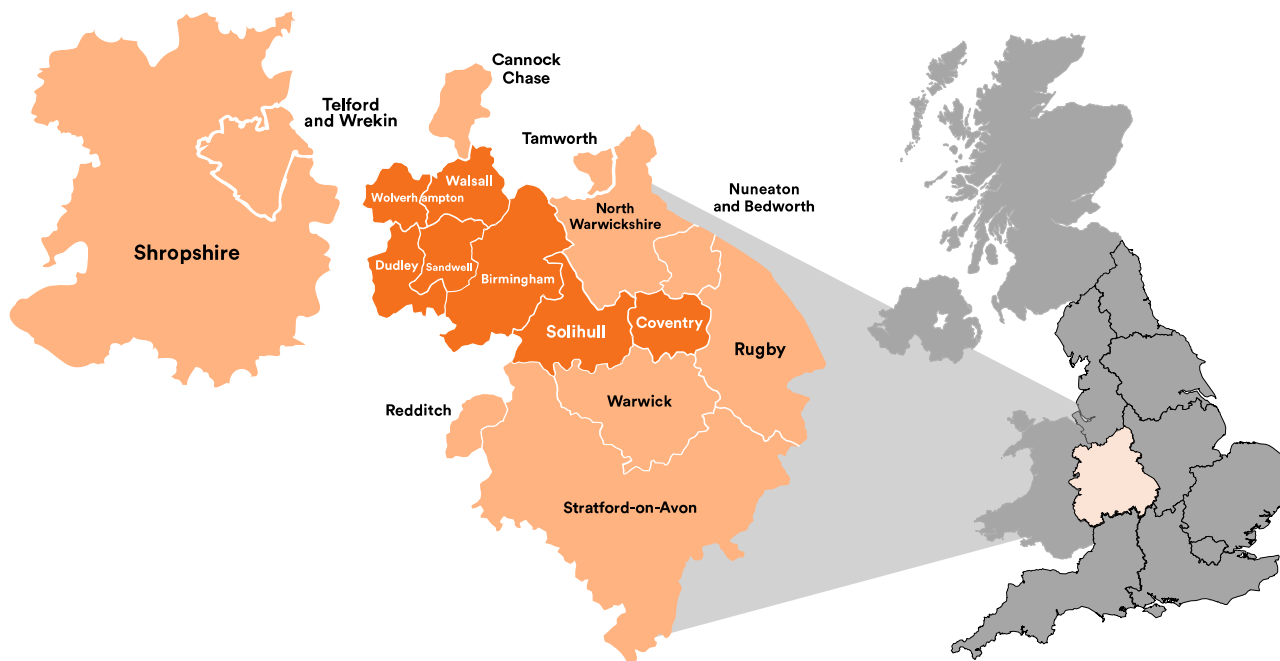 Cannock
Chase
Telford
and Wrekin
Tamworth
Walsall
Wolverhampton
Nuneaton
and Bedworth
North
Warwickshire
Shropshire
Dudley
Sandwell
Birmingham
Solihull
Coventry
Rugby
Redditch
Warwick
Stratford-on-Avon